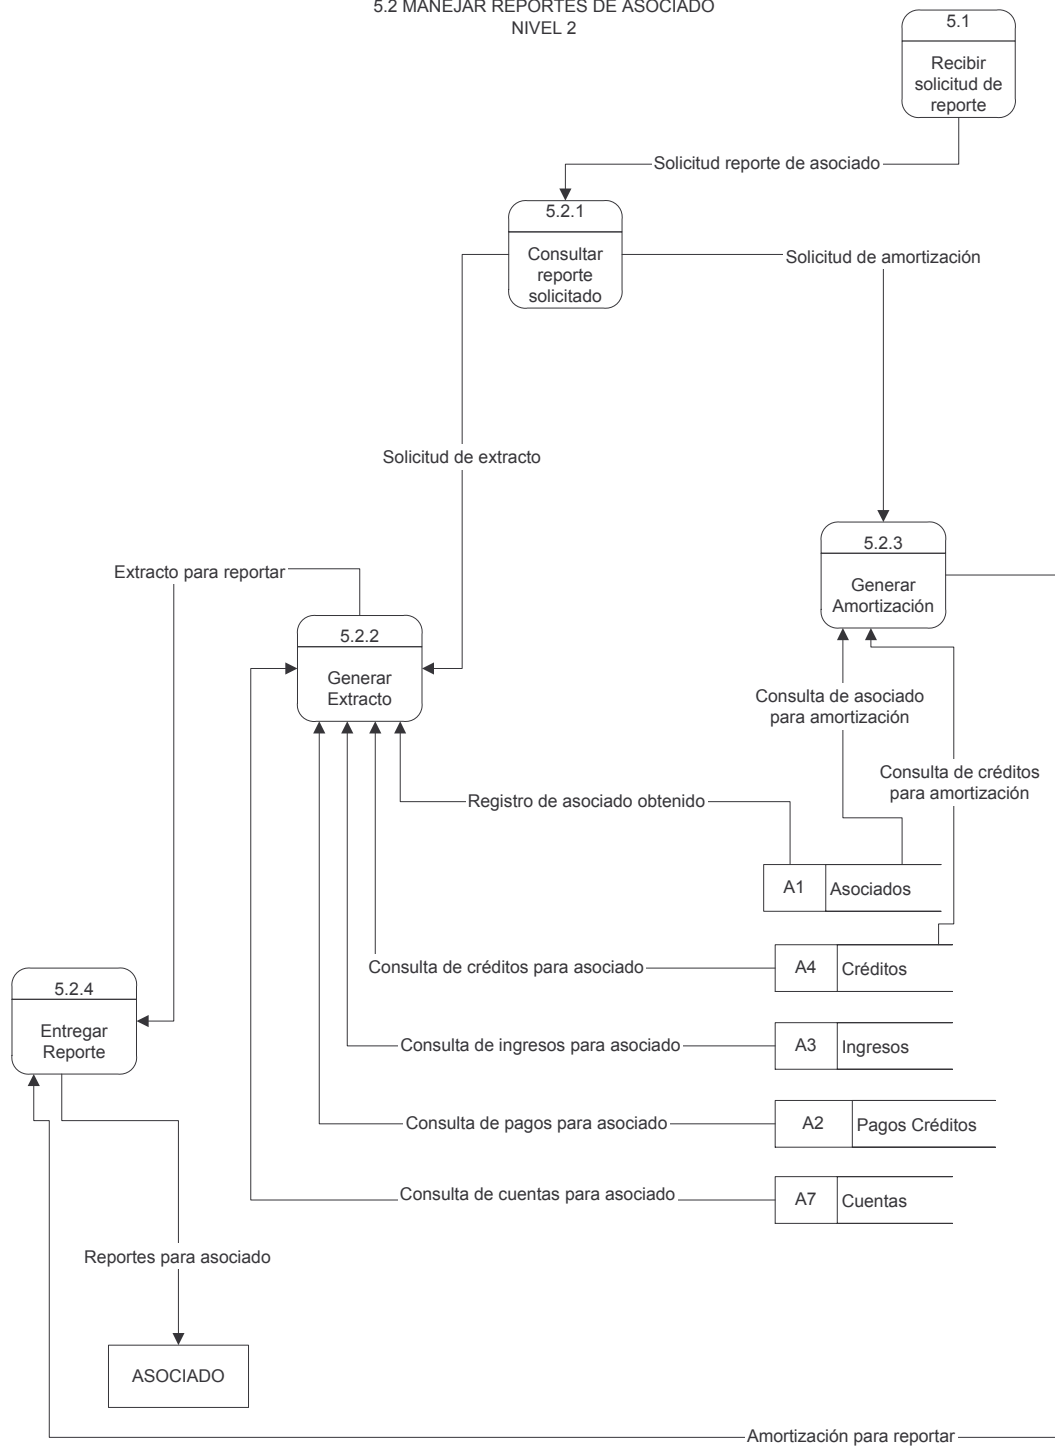 5.2 MANEJAR REPORTES DE ASOCIADO
NIVEL 2
5.1
Recibir
solicitud de
reporte
Solicitud reporte de asociado
5.2.1
Consultar
reporte
solicitado
Solicitud de amortización
Solicitud de extracto
5.2.3
Generar
Amortización
Extracto para reportar
5.2.2
Generar
Extracto
Consulta de asociado
para amortización
Consulta de créditos
para amortización
Registro de asociado obtenido
A1
Asociados
Consulta de créditos para asociado
A4
Créditos
5.2.4
Entregar
Reporte
Consulta de ingresos para asociado
A3
Ingresos
Consulta de pagos para asociado
A2
Pagos Créditos
Consulta de cuentas para asociado
A7
Cuentas
Reportes para asociado
ASOCIADO
Amortización para reportar